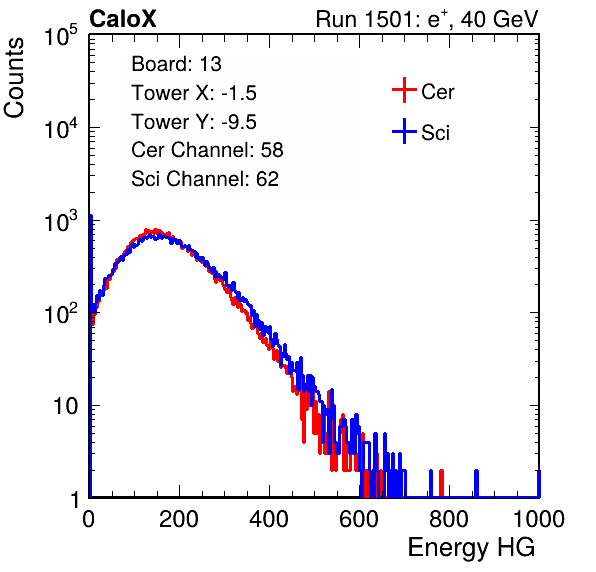 CaloX Run 1501: e+, 40 GeV
Counts
Board: 13
Tower X: -1.5
Tower Y: -9.5
Cer Channel: 58
Sci Channel: 62
Cer
Sci
10^5
10^4
10^3
10^2
10
1
0 200 400 600 800 1000
Energy HG